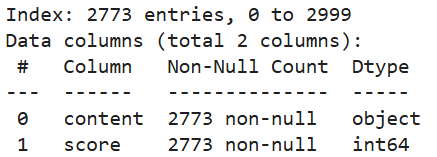 Index: 2773 entries, 0 to 2999
Data columns (total 2 columns):
 #   Column   Non-Null Count  Dtype
---  ------   --------------  -----
 0   content  2773 non-null   object
 1   score    2773 non-null   int64